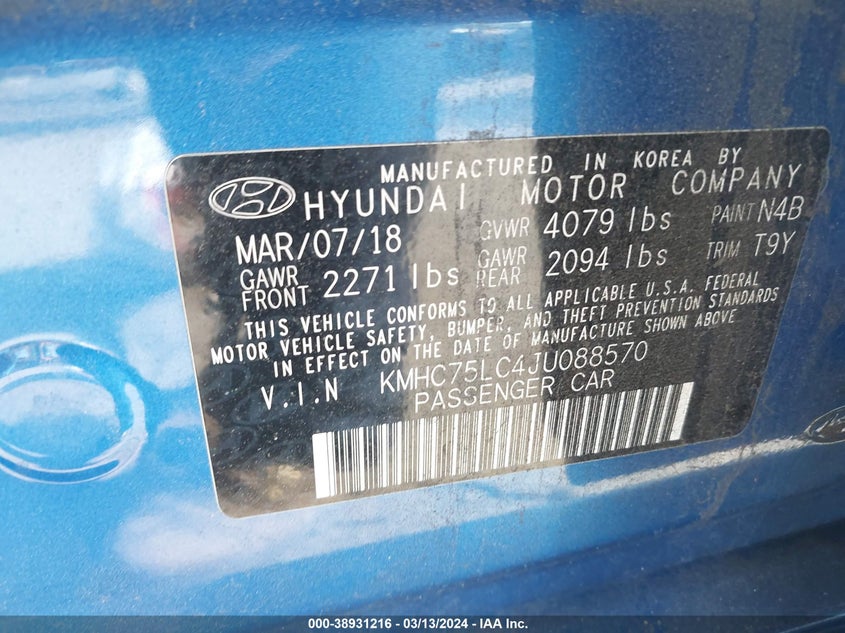 MANUFACTURED IN KOREA BY
HYUNDAI MOTOR COMPANY
MAR/07/18 GVWR 4079 lbs PAINT N4B
GAWR FRONT 2271 lbs GAWR REAR 2094 lbs TRIM T9Y
THIS VEHICLE CONFORMS TO ALL APPLICABLE U.S.A. FEDERAL
MOTOR VEHICLE SAFETY, BUMPER, AND THEFT PREVENTION STANDARDS
IN EFFECT ON THE DATE OF MANUFACTURE SHOWN ABOVE
V.I.N KMHC75LC4JU088570
PASSENGER CAR
000-38931216 - 03/13/2024 - IAA Inc.